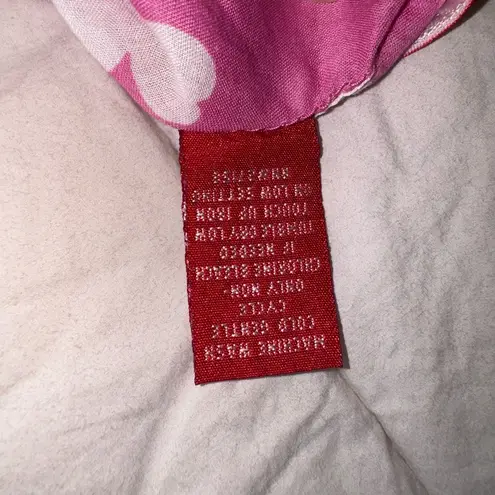 MACHINE WASH
COLD GENTLE
CYCLE
ONLY NON-
CHLORINE BLEACH
IF NEEDED
TUMBLE DRY LOW
TOUCH UP IRON
ON LOW SETTING